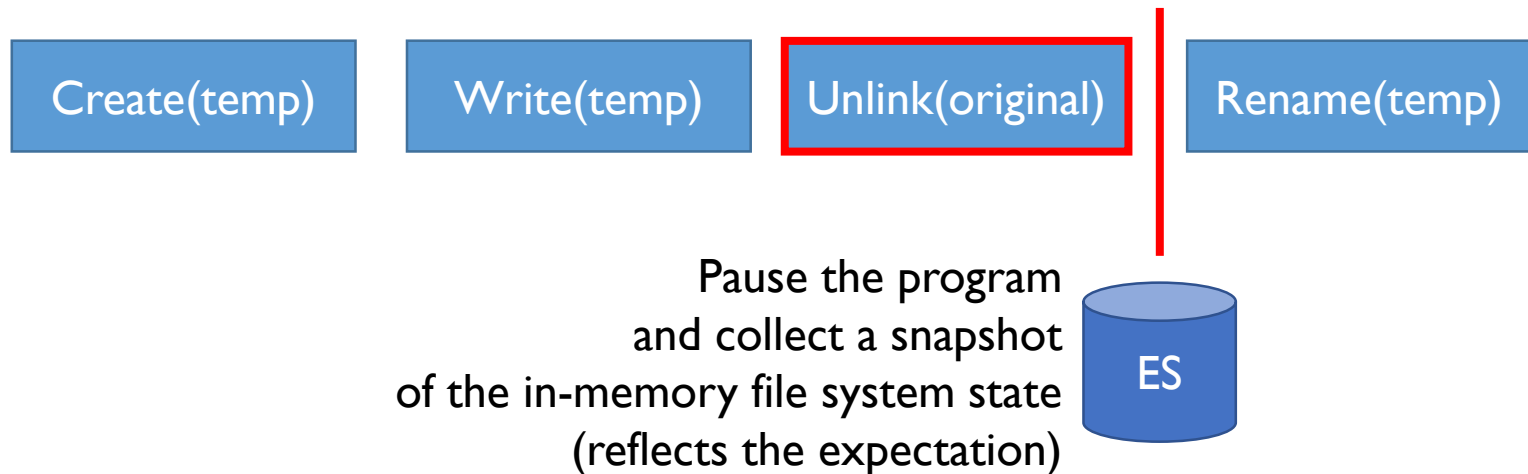 Create(temp)
Write(temp)
Unlink(original)
Rename(temp)
Pause the program
and collect a snapshot
of the in-memory file system state
(reflects the expectation)
ES